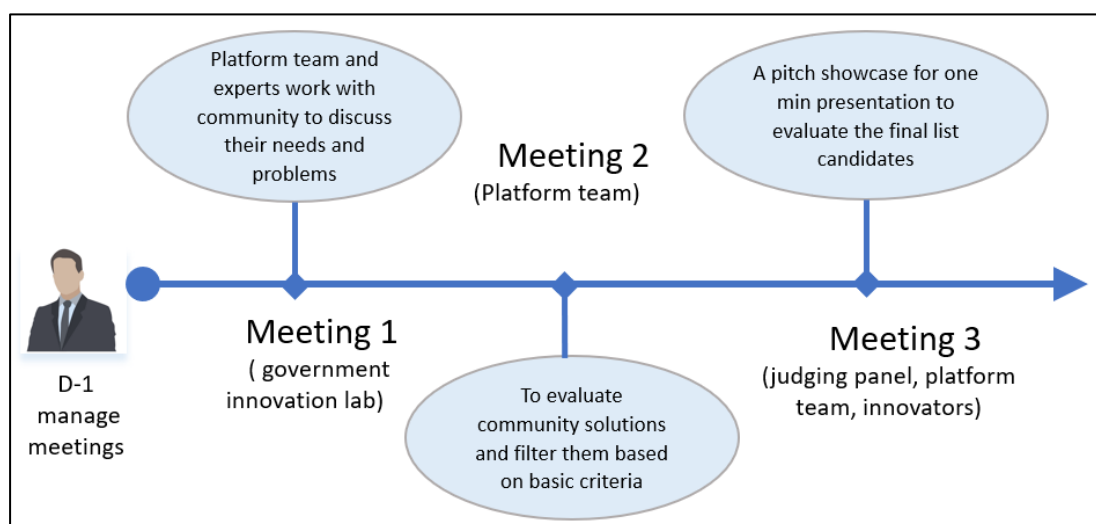 Platform team and
experts work with
community to discuss
their needs and
problems
A pitch showcase for one
min presentation to
evaluate the final list
candidates
Meeting 2
(Platform team)
D-1
manage
meetings
Meeting 1
( government
innovation lab)
To evaluate
community solutions
and filter them based
on basic criteria
Meeting 3
(judging panel, platform
team, innovators)